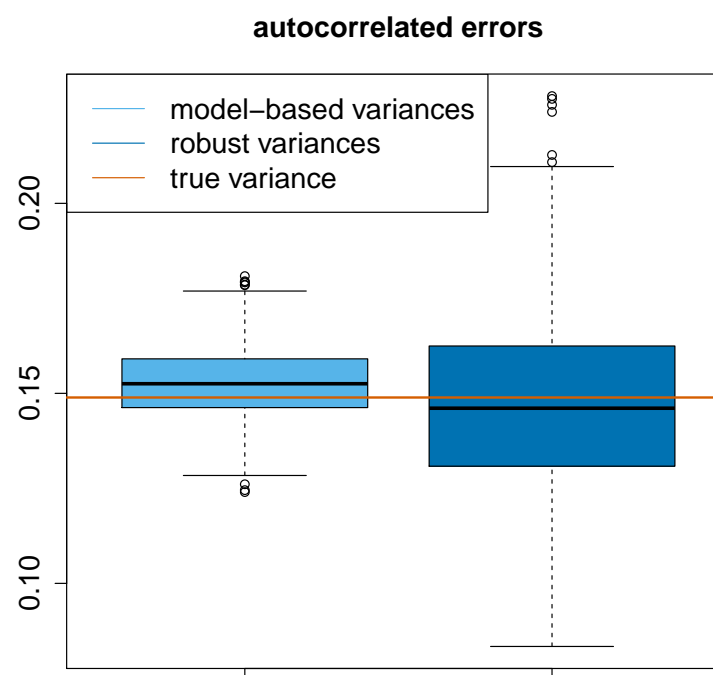 autocorrelated errors
model−based variances
robust variances
true variance
0.20
0.15
0.10